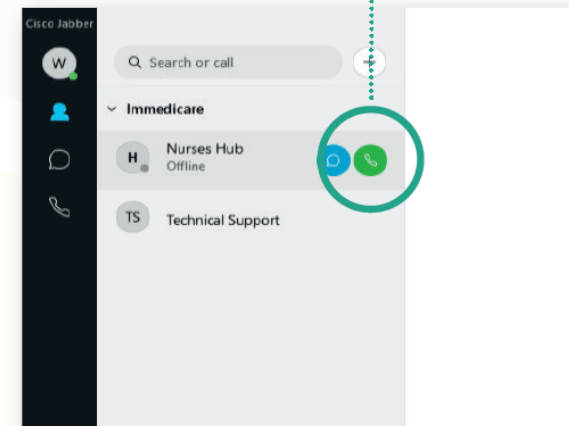 Cisco Jabber
W
Search or call
Immedicare
H
Nurses Hub
Offline
TS
Technical Support